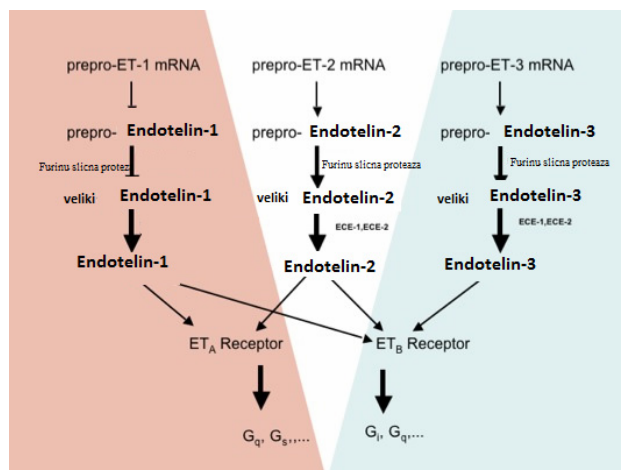 prepro-ET-1 mRNA prepro-ET-2 mRNA prepro-ET-3 mRNA
prepro- Endotelin-1 prepro- Endotelin-2 prepro- Endotelin-3
Furinu slicna proteaz Furinu slicna proteaza Furinu slicna proteaza
veliki Endotelin-1 veliki Endotelin-2 veliki Endotelin-3
ECE-1,ECE-2 ECE-1,ECE-2
Endotelin-1 Endotelin-2 Endotelin-3
ETA Receptor ETB Receptor
Gq, Gs,,... Gi, Gq,...